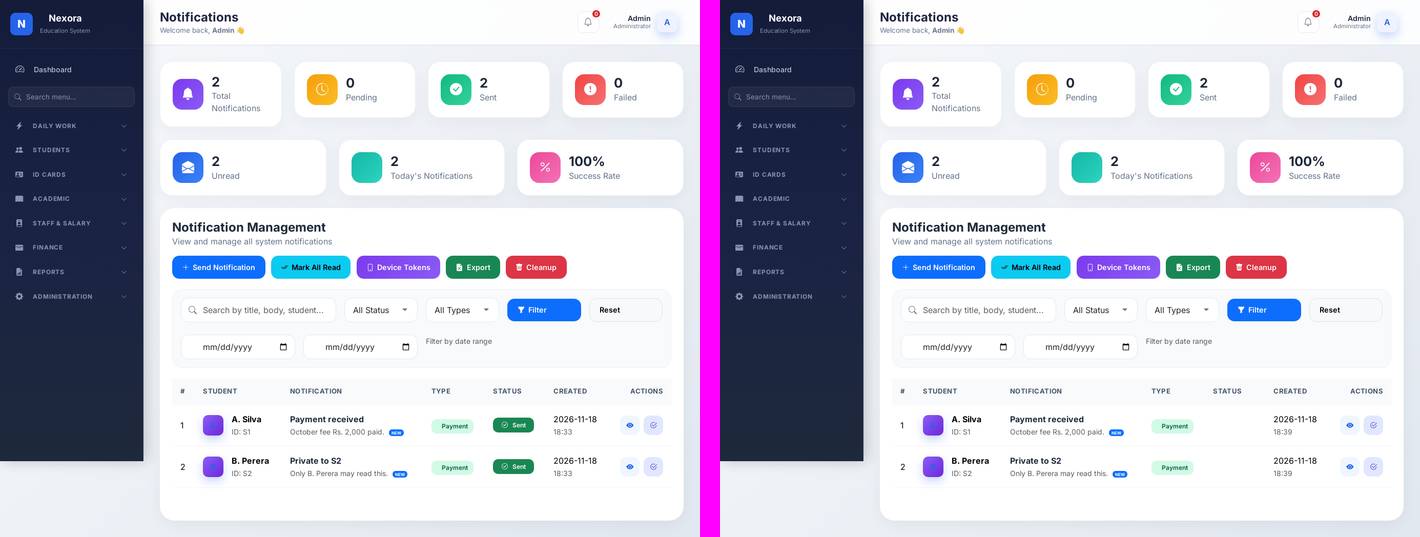 N
Nexora
Education System
Dashboard
Search menu...
DAILY WORK
STUDENTS
ID CARDS
ACADEMIC
STAFF & SALARY
FINANCE
REPORTS
ADMINISTRATION
Notifications
Welcome back, Admin 👋
0
Admin
Administrator
A
2
Total
Notifications
0
Pending
2
Sent
0
Failed
2
Unread
2
Today's Notifications
100%
Success Rate
Notification Management
View and manage all system notifications
Send Notification Mark All Read Device Tokens Export Cleanup
Search by title, body, student... All Status All Types Filter Reset
mm/dd/yyyy mm/dd/yyyy Filter by date range
# STUDENT NOTIFICATION TYPE STATUS CREATED ACTIONS
1 A. Silva Payment received Payment Sent 2026-11-18
ID: S1 October fee Rs. 2,000 paid. NEW 18:33
2 B. Perera Private to S2 Payment Sent 2026-11-18
ID: S2 Only B. Perera may read this. NEW 18:33
N
Nexora
Education System
Dashboard
Search menu...
DAILY WORK
STUDENTS
ID CARDS
ACADEMIC
STAFF & SALARY
FINANCE
REPORTS
ADMINISTRATION
Notifications
Welcome back, Admin 👋
0
Admin
Administrator
A
2
Total
Notifications
0
Pending
2
Sent
0
Failed
2
Unread
2
Today's Notifications
100%
Success Rate
Notification Management
View and manage all system notifications
Send Notification Mark All Read Device Tokens Export Cleanup
Search by title, body, student... All Status All Types Filter Reset
mm/dd/yyyy mm/dd/yyyy Filter by date range
# STUDENT NOTIFICATION TYPE STATUS CREATED ACTIONS
1 A. Silva Payment received Payment 2026-11-18
ID: S1 October fee Rs. 2,000 paid. NEW 18:39
2 B. Perera Private to S2 Payment 2026-11-18
ID: S2 Only B. Perera may read this. NEW 18:39